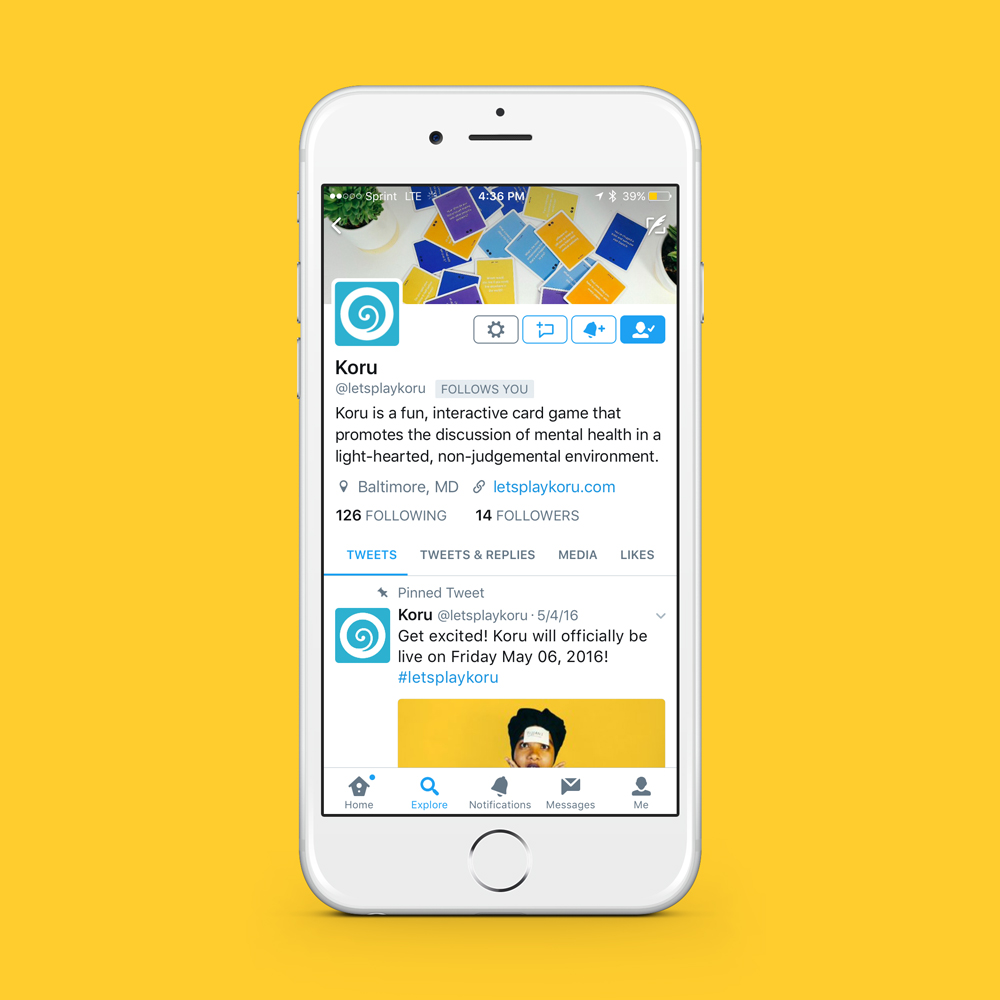 Sprint LTE 4:36 PM 39%
Koru
@letsplaykoru FOLLOWS YOU
Koru is a fun, interactive card game that
promotes the discussion of mental health in a
light-hearted, non-judgemental environment.
Baltimore, MD letsplaykoru.com
126 FOLLOWING 14 FOLLOWERS
TWEETS TWEETS & REPLIES MEDIA LIKES
Pinned Tweet
Koru @letsplaykoru · 5/4/16
Get excited! Koru will officially be
live on Friday May 06, 2016!
#letsplaykoru
Home Explore Notifications Messages Me